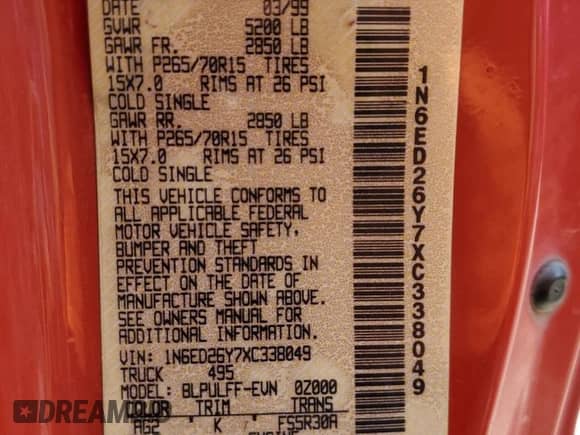 DATE 03/99
GVWR 5200 LB
GAWR FR. 2850 LB
WITH P265/70R15 TIRES
15X7.0 RIMS AT 26 PSI
COLD SINGLE
GAWR RR. 2850 LB
WITH P265/70R15 TIRES
15X7.0 RIMS AT 26 PSI
COLD SINGLE
THIS VEHICLE CONFORMS TO
ALL APPLICABLE FEDERAL
MOTOR VEHICLE SAFETY,
BUMPER AND THEFT
PREVENTION STANDARDS IN
EFFECT ON THE DATE OF
MANUFACTURE SHOWN ABOVE.
SEE OWNERS MANUAL FOR
ADDITIONAL INFORMATION.
VIN: 1N6ED26Y7XC338049
TRUCK 495
MODEL: BLPULFF-EVN 0Z000
COLOR TRIM TRANS
AG2 K FS5R30A
ENGINE
1N6ED26Y7XC338049